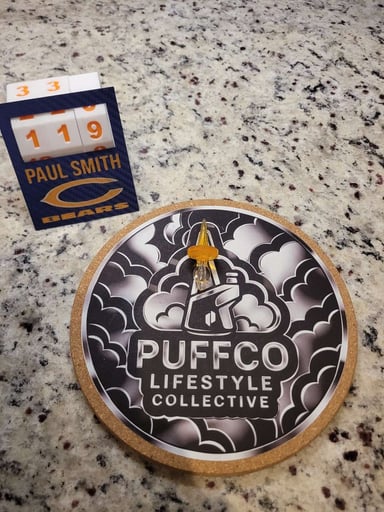 3 3
1 1 9
PAUL SMITH
C
BEARS
PUFFCO
LIFESTYLE
COLLECTIVE